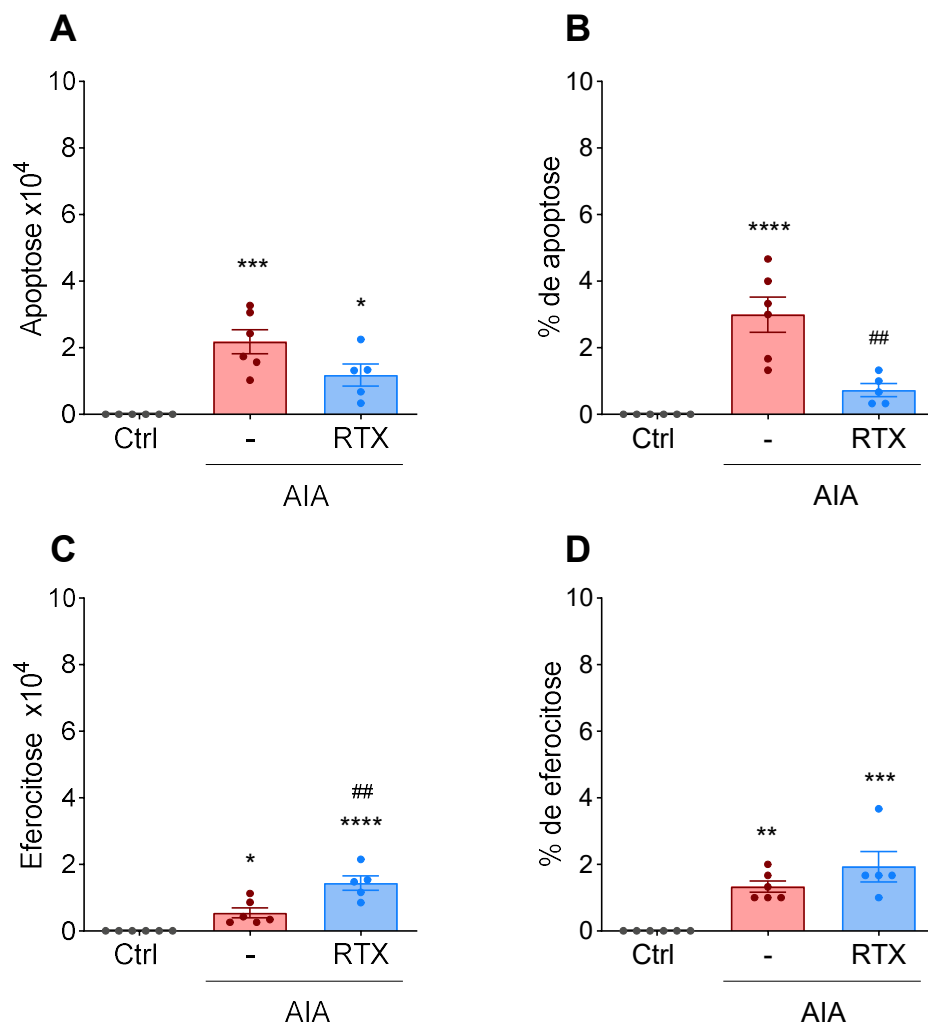 A
Apoptose x10⁴
10
8
6
4
2
0
***
*
Ctrl - RTX
AIA
B
% de apoptose
10
8
6
4
2
0
****
##
Ctrl - RTX
AIA
C
Eferocitose x10⁴
10
8
6
4
2
0
*
##
****
Ctrl - RTX
AIA
D
% de eferocitose
10
8
6
4
2
0
**
***
Ctrl - RTX
AIA